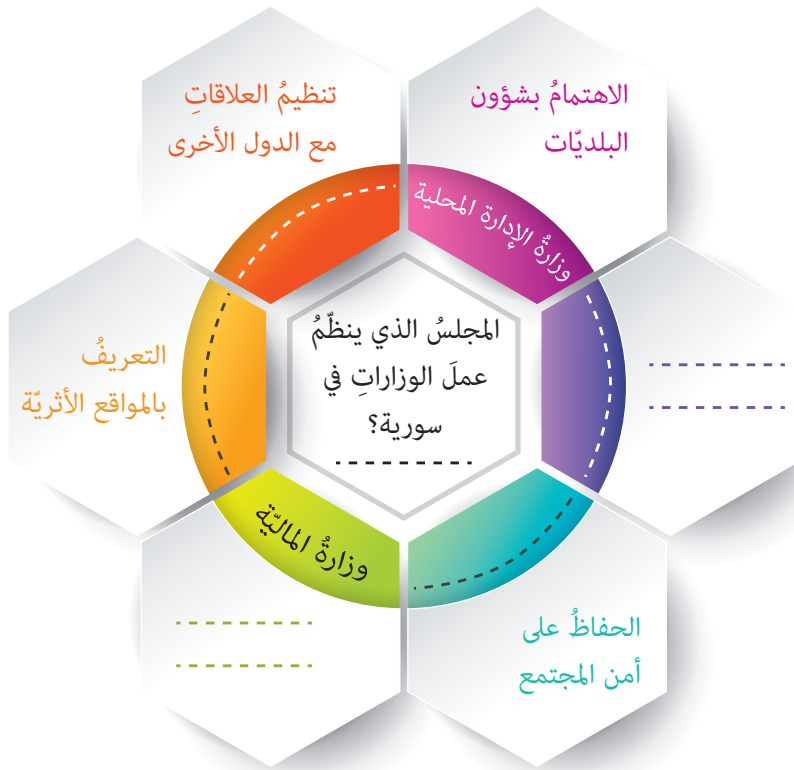 الاهتمامُ بشؤون
البلديّات
تنظيمُ العلاقاتِ
مع الدول الأخرى
وزارةُ الإدارة المحلية
المجلسُ الذي ينظّمُ
عملَ الوزاراتِ في
سورية؟
التعريفُ
بالمواقع الأثريّة
وزارةُ الماليّة
الحفاظُ على
أمن المجتمع